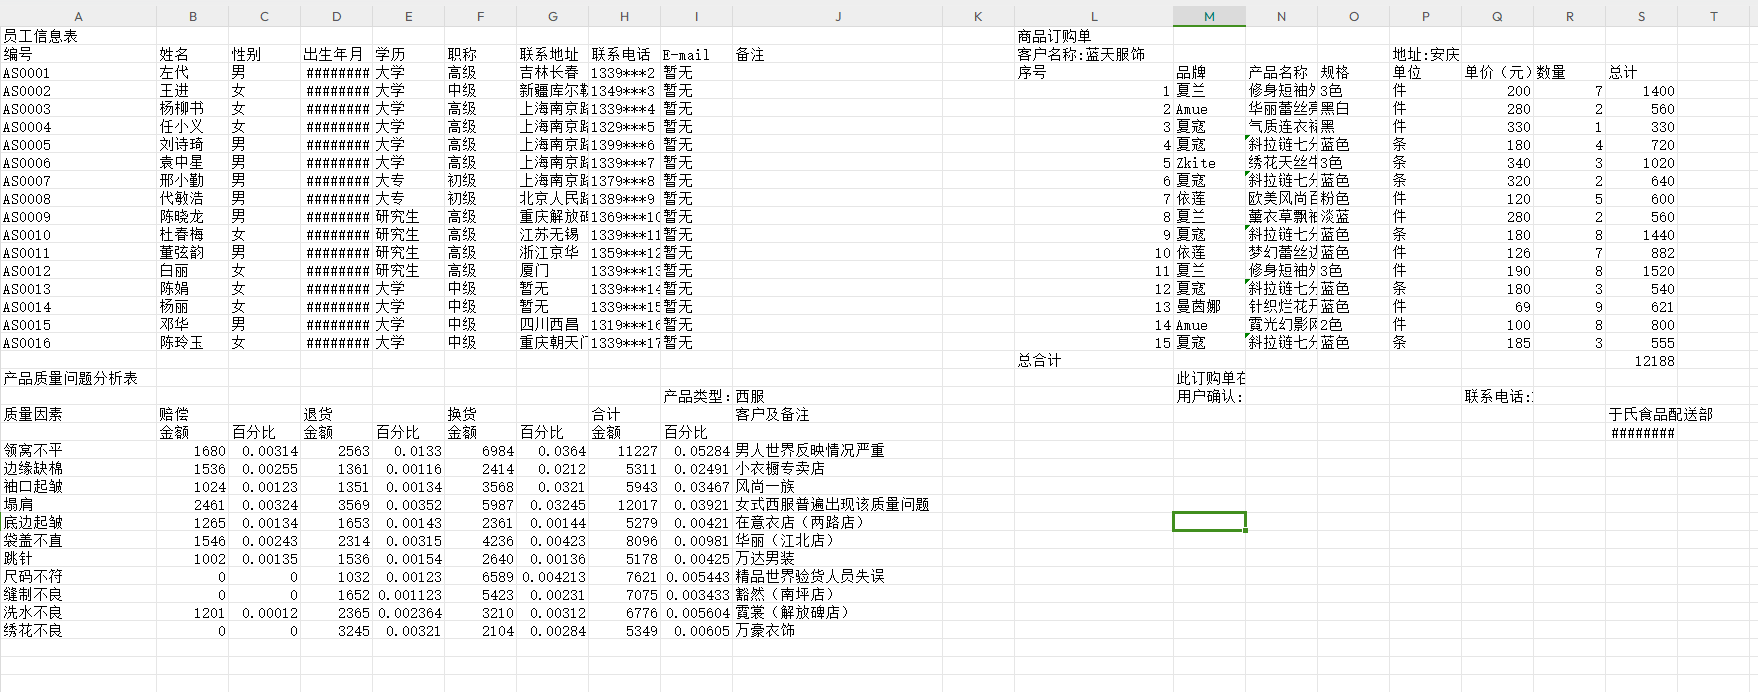 A B C D E F G H I J K L M N O P Q R S T
员工信息表 商品订购单
编号 姓名 性别 出生年月 学历 职称 联系地址 联系电话 E-mail 备注 客户名称:蓝天服饰 地址:安庆
AS0001 左代 男 ######## 大学 高级 吉林长春 1339***2 暂无 序号 品牌 产品名称 规格 单位 单价（元） 数量 总计
AS0002 王进 女 ######## 大学 中级 新疆库尔勒 1349***3 暂无 1 夏兰 修身短袖 3色 件 200 7 1400
AS0003 杨柳书 女 ######## 大学 高级 上海南京路 1339***4 暂无 2 Amue 华丽蕾丝 黑白 件 280 2 560
AS0004 任小义 女 ######## 大学 高级 上海南京路 1329***5 暂无 3 夏蔻 气质连衣裙 黑 件 330 1 330
AS0005 刘诗琦 男 ######## 大学 高级 上海南京路 1399***6 暂无 4 夏蔻 斜拉链七分 蓝色 条 180 4 720
AS0006 袁中星 男 ######## 大学 高级 上海南京路 1339***7 暂无 5 Zkite 绣花天丝牛 3色 条 340 3 1020
AS0007 邢小勤 男 ######## 大专 初级 上海南京路 1379***8 暂无 6 夏蔻 斜拉链七分 蓝色 条 320 2 640
AS0008 代敏浩 男 ######## 大专 初级 北京人民路 1389***9 暂无 7 依莲 欧美风尚百 粉色 件 120 5 600
AS0009 陈晓龙 男 ######## 研究生 高级 重庆解放碑 1369***10 暂无 8 夏兰 薰衣草飘袖 淡蓝 件 280 2 560
AS0010 杜春梅 女 ######## 研究生 高级 江苏无锡 1339***11 暂无 9 夏蔻 斜拉链七分 蓝色 条 180 8 1440
AS0011 董弦韵 男 ######## 研究生 高级 浙江京华 1359***12 暂无 10 依莲 梦幻蕾丝边 蓝色 件 126 7 882
AS0012 白丽 女 ######## 研究生 高级 厦门 1339***13 暂无 11 夏兰 修身短袖 3色 件 190 8 1520
AS0013 陈娟 女 ######## 大学 中级 暂无 1339***14 暂无 12 夏蔻 斜拉链七分 蓝色 条 180 3 540
AS0014 杨丽 女 ######## 大学 中级 暂无 1339***15 暂无 13 曼茵娜 针织烂花开 蓝色 件 69 9 621
AS0015 邓华 男 ######## 大学 中级 四川西昌 1319***16 暂无 14 Amue 霓光幻影网 2色 件 100 8 800
AS0016 陈玲玉 女 ######## 大学 中级 重庆朝天门 1339***17 暂无 15 夏蔻 斜拉链七分 蓝色 条 185 3 555
总合计 12188
产品质量问题分析表 此订购单在
产品类型: 西服 用户确认: 联系电话:
质量因素 赔偿 退货 换货 合计 客户及备注 于氏食品配送部
金额 百分比 金额 百分比 金额 百分比 金额 百分比 ########
领窝不平 1680 0.00314 2563 0.0133 6984 0.0364 11227 0.05284 男人世界反映情况严重
边缘缺棉 1536 0.00255 1361 0.00116 2414 0.0212 5311 0.02491 小衣橱专卖店
袖口起皱 1024 0.00123 1351 0.00134 3568 0.0321 5943 0.03467 风尚一族
塌肩 2461 0.00324 3569 0.00352 5987 0.03245 12017 0.03921 女式西服普遍出现该质量问题
底边起皱 1265 0.00134 1653 0.00143 2361 0.00144 5279 0.00421 在意衣店（两路店）
袋盖不直 1546 0.00243 2314 0.00315 4236 0.00423 8096 0.00981 华丽（江北店）
跳针 1002 0.00135 1536 0.00154 2640 0.00136 5178 0.00425 万达男装
尺码不符 0 0 1032 0.00123 6589 0.004213 7621 0.005443 精品世界验货人员失误
缝制不良 0 0 1652 0.001123 5423 0.00231 7075 0.003433 豁然（南坪店）
洗水不良 1201 0.00012 2365 0.002364 3210 0.00312 6776 0.005604 霓裳（解放碑店）
绣花不良 0 0 3245 0.00321 2104 0.00284 5349 0.00605 万豪衣饰